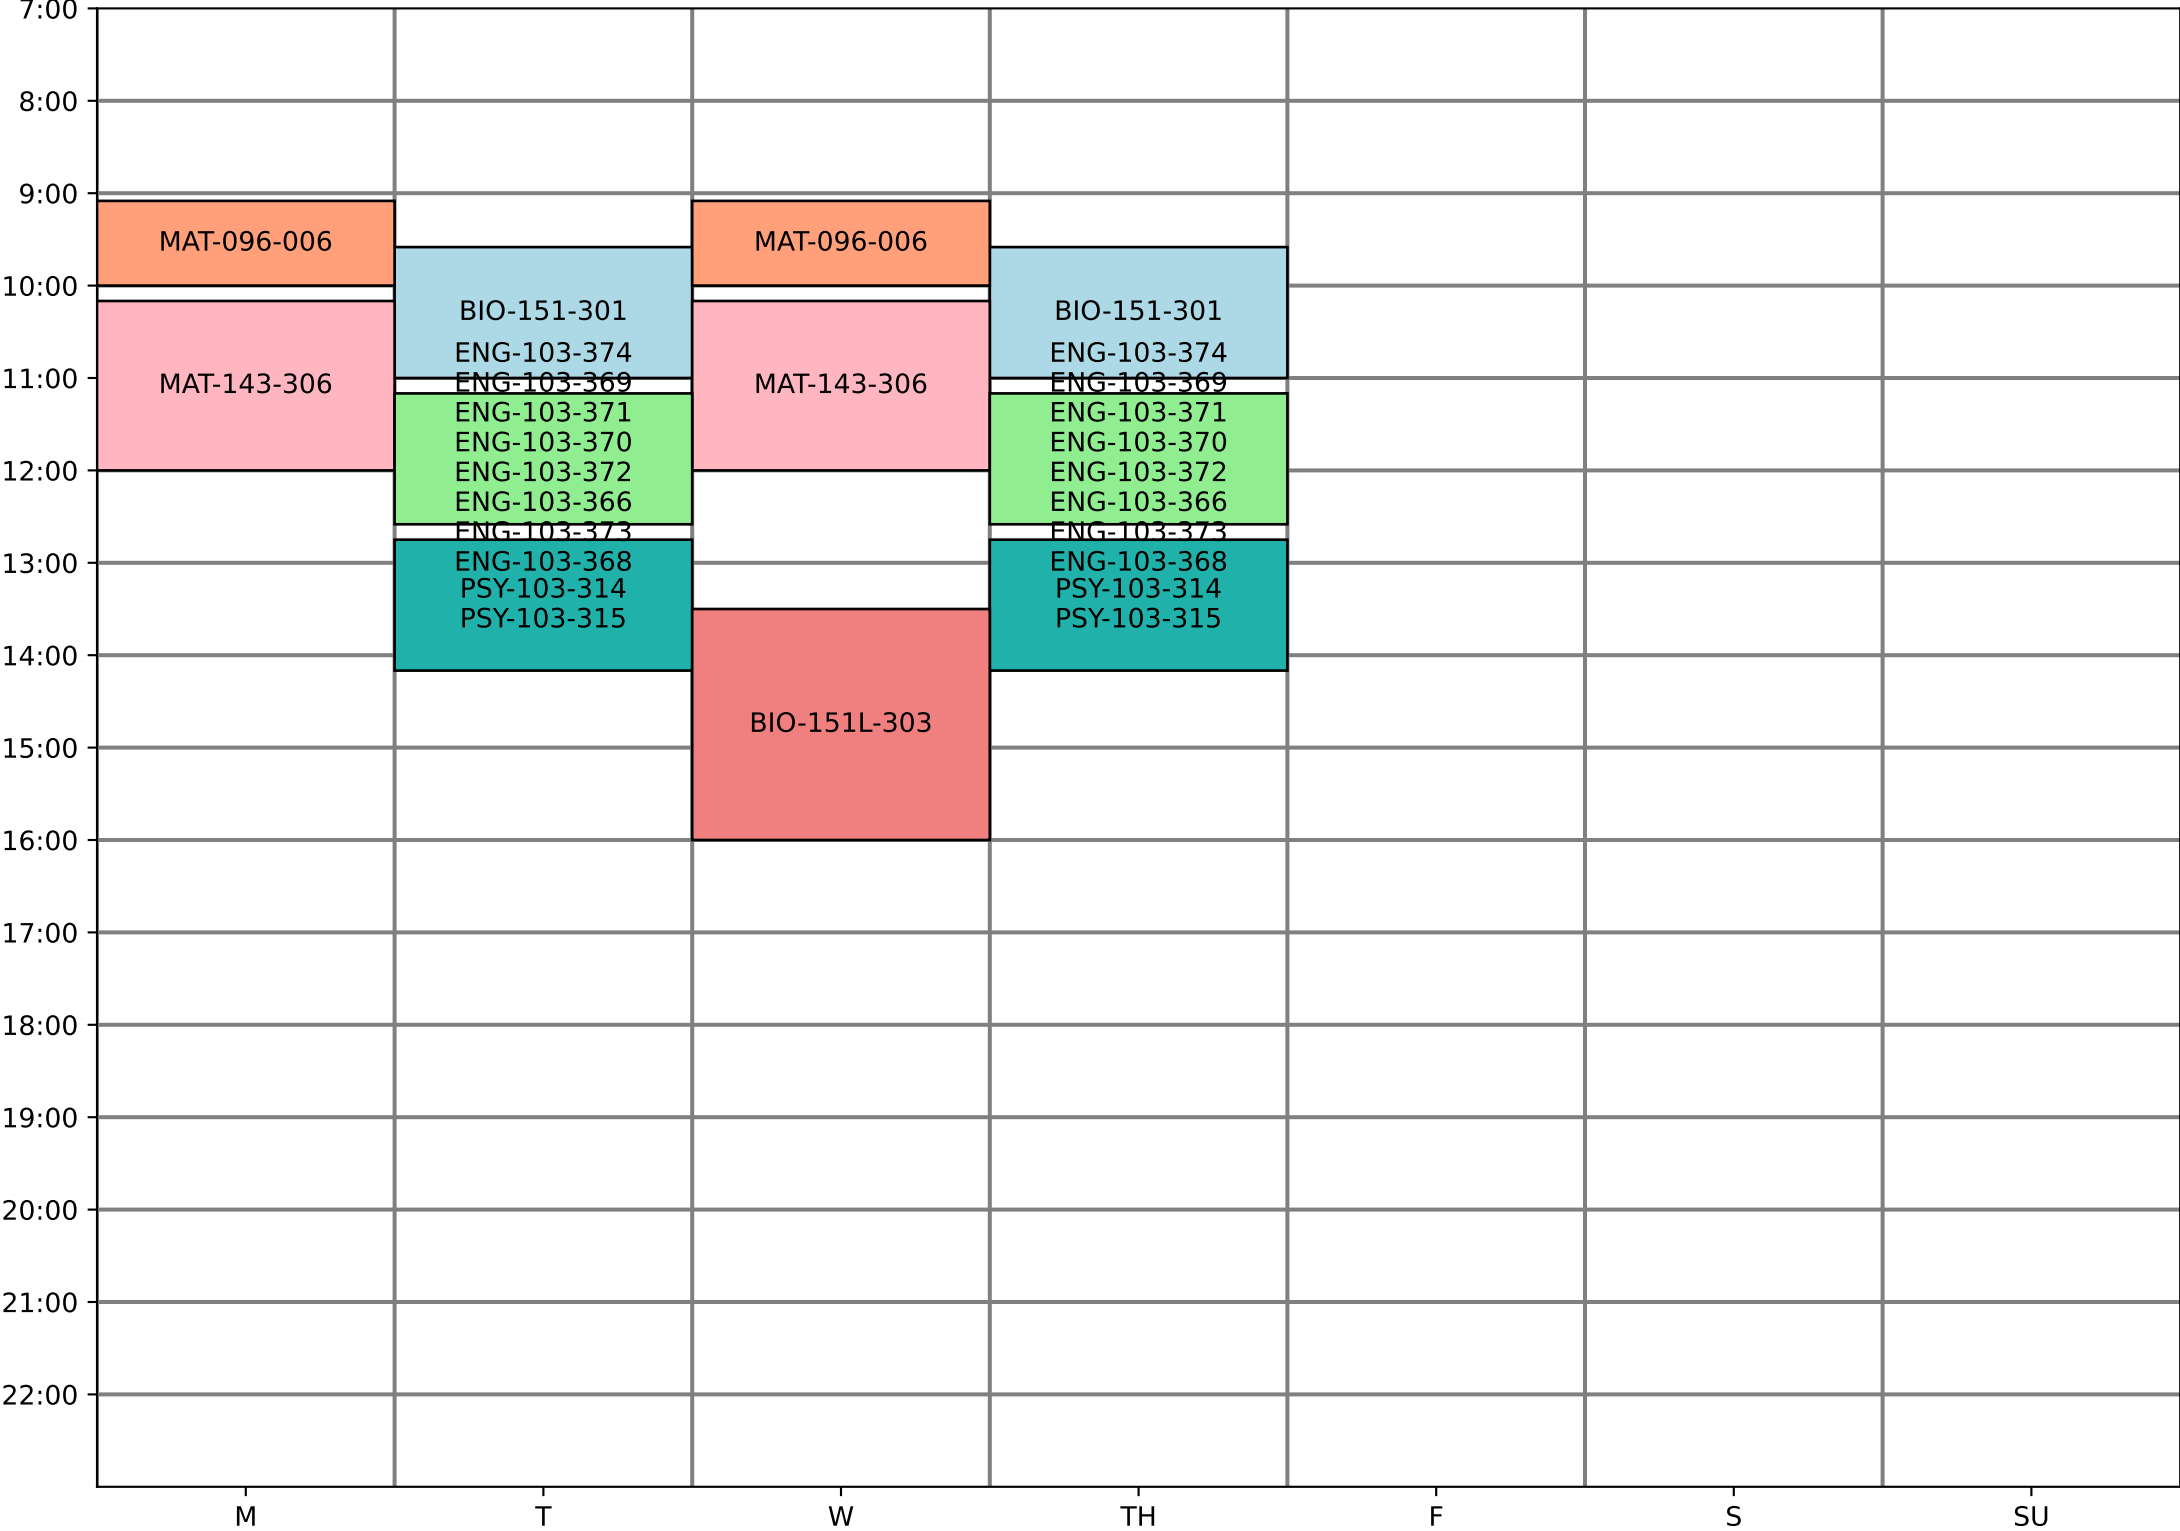 7:00
8:00
9:00
10:00
11:00
12:00
13:00
14:00
15:00
16:00
17:00
18:00
19:00
20:00
21:00
22:00
MAT-096-006
MAT-143-306
BIO-151-301
ENG-103-374
ENG-103-369
ENG-103-371
ENG-103-370
ENG-103-372
ENG-103-366
ENG-103-373
ENG-103-368
PSY-103-314
PSY-103-315
MAT-096-006
MAT-143-306
BIO-151L-303
BIO-151-301
ENG-103-374
ENG-103-369
ENG-103-371
ENG-103-370
ENG-103-372
ENG-103-366
ENG-103-373
ENG-103-368
PSY-103-314
PSY-103-315
M T W TH F S SU